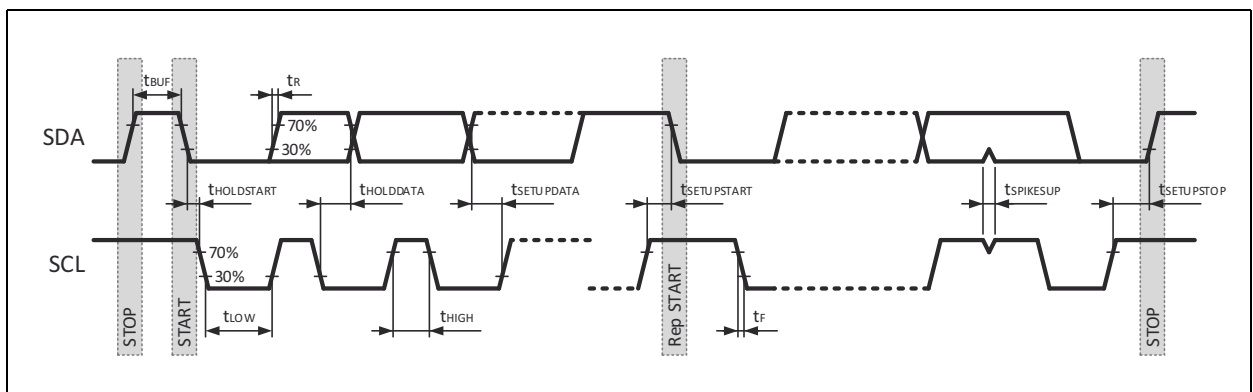 tBUF
tR
SDA
70%
30%
tHOLDSTART
tHOLDDATA
tSETUPDATA
tSETUPSTART
tSPIKESUP
tSETUPSTOP
SCL
70%
30%
tLOW
tHIGH
tF
STOP
START
Rep START
STOP